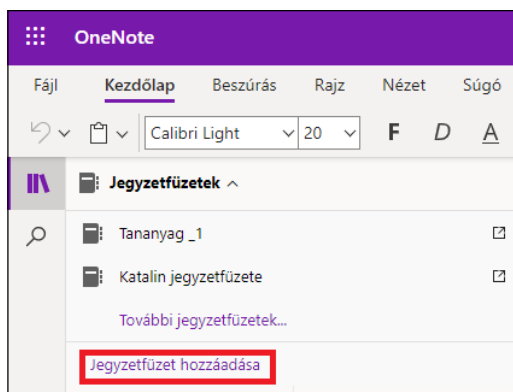 OneNote
Fájl Kezdőlap Beszúrás Rajz Nézet Súgó
Calibri Light 20 F D A
Jegyzetfüzetek
Tananyag _1
Katalin jegyzetfüzete
További jegyzetfüzetek...
Jegyzetfüzet hozzáadása